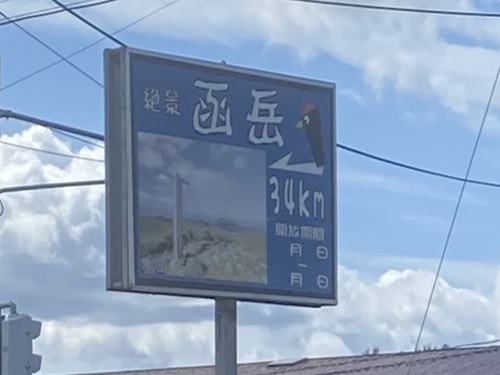 絶景 函岳
34km
開放期間
月 日
~
月 日